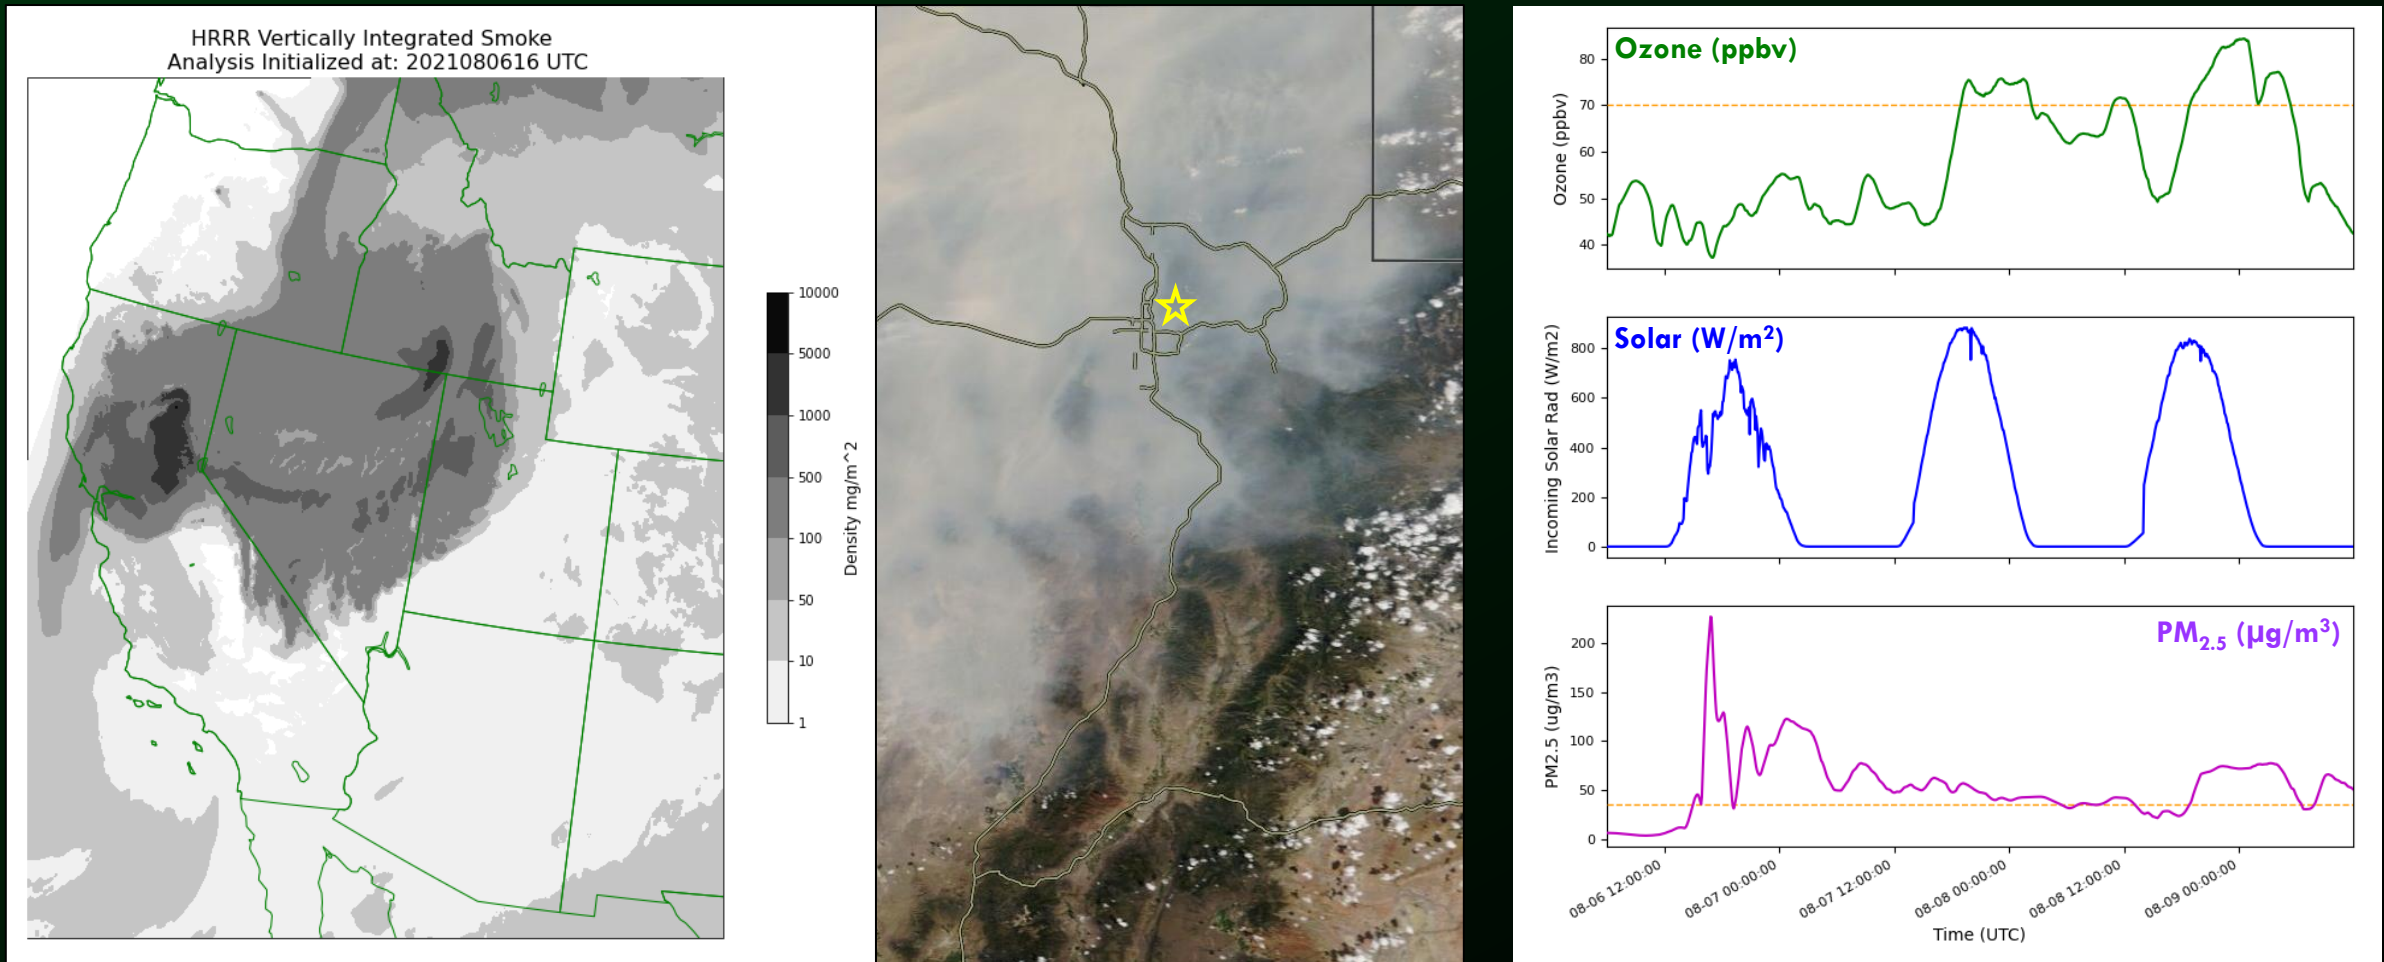 HRRR Vertically Integrated Smoke
Analysis Initialized at: 2021080616 UTC
10000
5000
1000
500
100
50
10
1
Density mg/m^2
Ozone (ppbv)
Ozone (ppbv)
80
70
60
50
40
Solar (W/m²)
Incoming Solar Rad (W/m2)
800
600
400
200
0
PM2.5 (µg/m³)
PM2.5 (ug/m3)
200
150
100
50
0
08-06 12:00:00
08-07 00:00:00
08-07 12:00:00
08-08 00:00:00
08-08 12:00:00
08-09 00:00:00
Time (UTC)